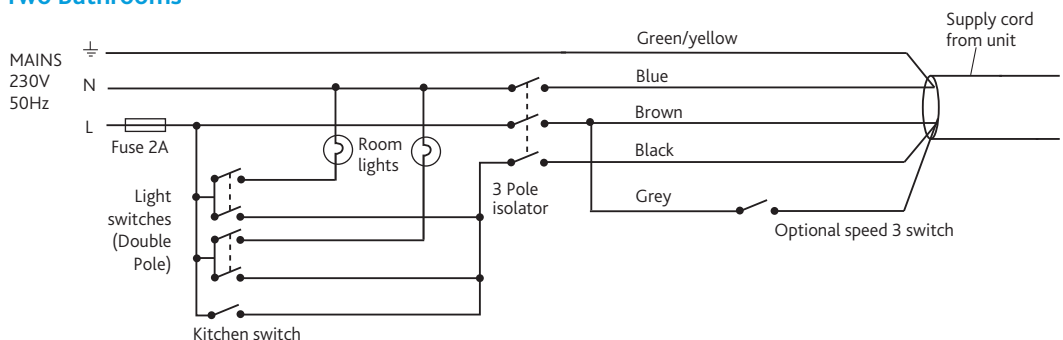 Two Bathrooms
Supply cord
from unit
Green/yellow
MAINS
230V
50Hz
N
Blue
L
Brown
Fuse 2A
Room
lights
Black
3 Pole
isolator
Light
switches
(Double
Pole)
Grey
Optional speed 3 switch
Kitchen switch